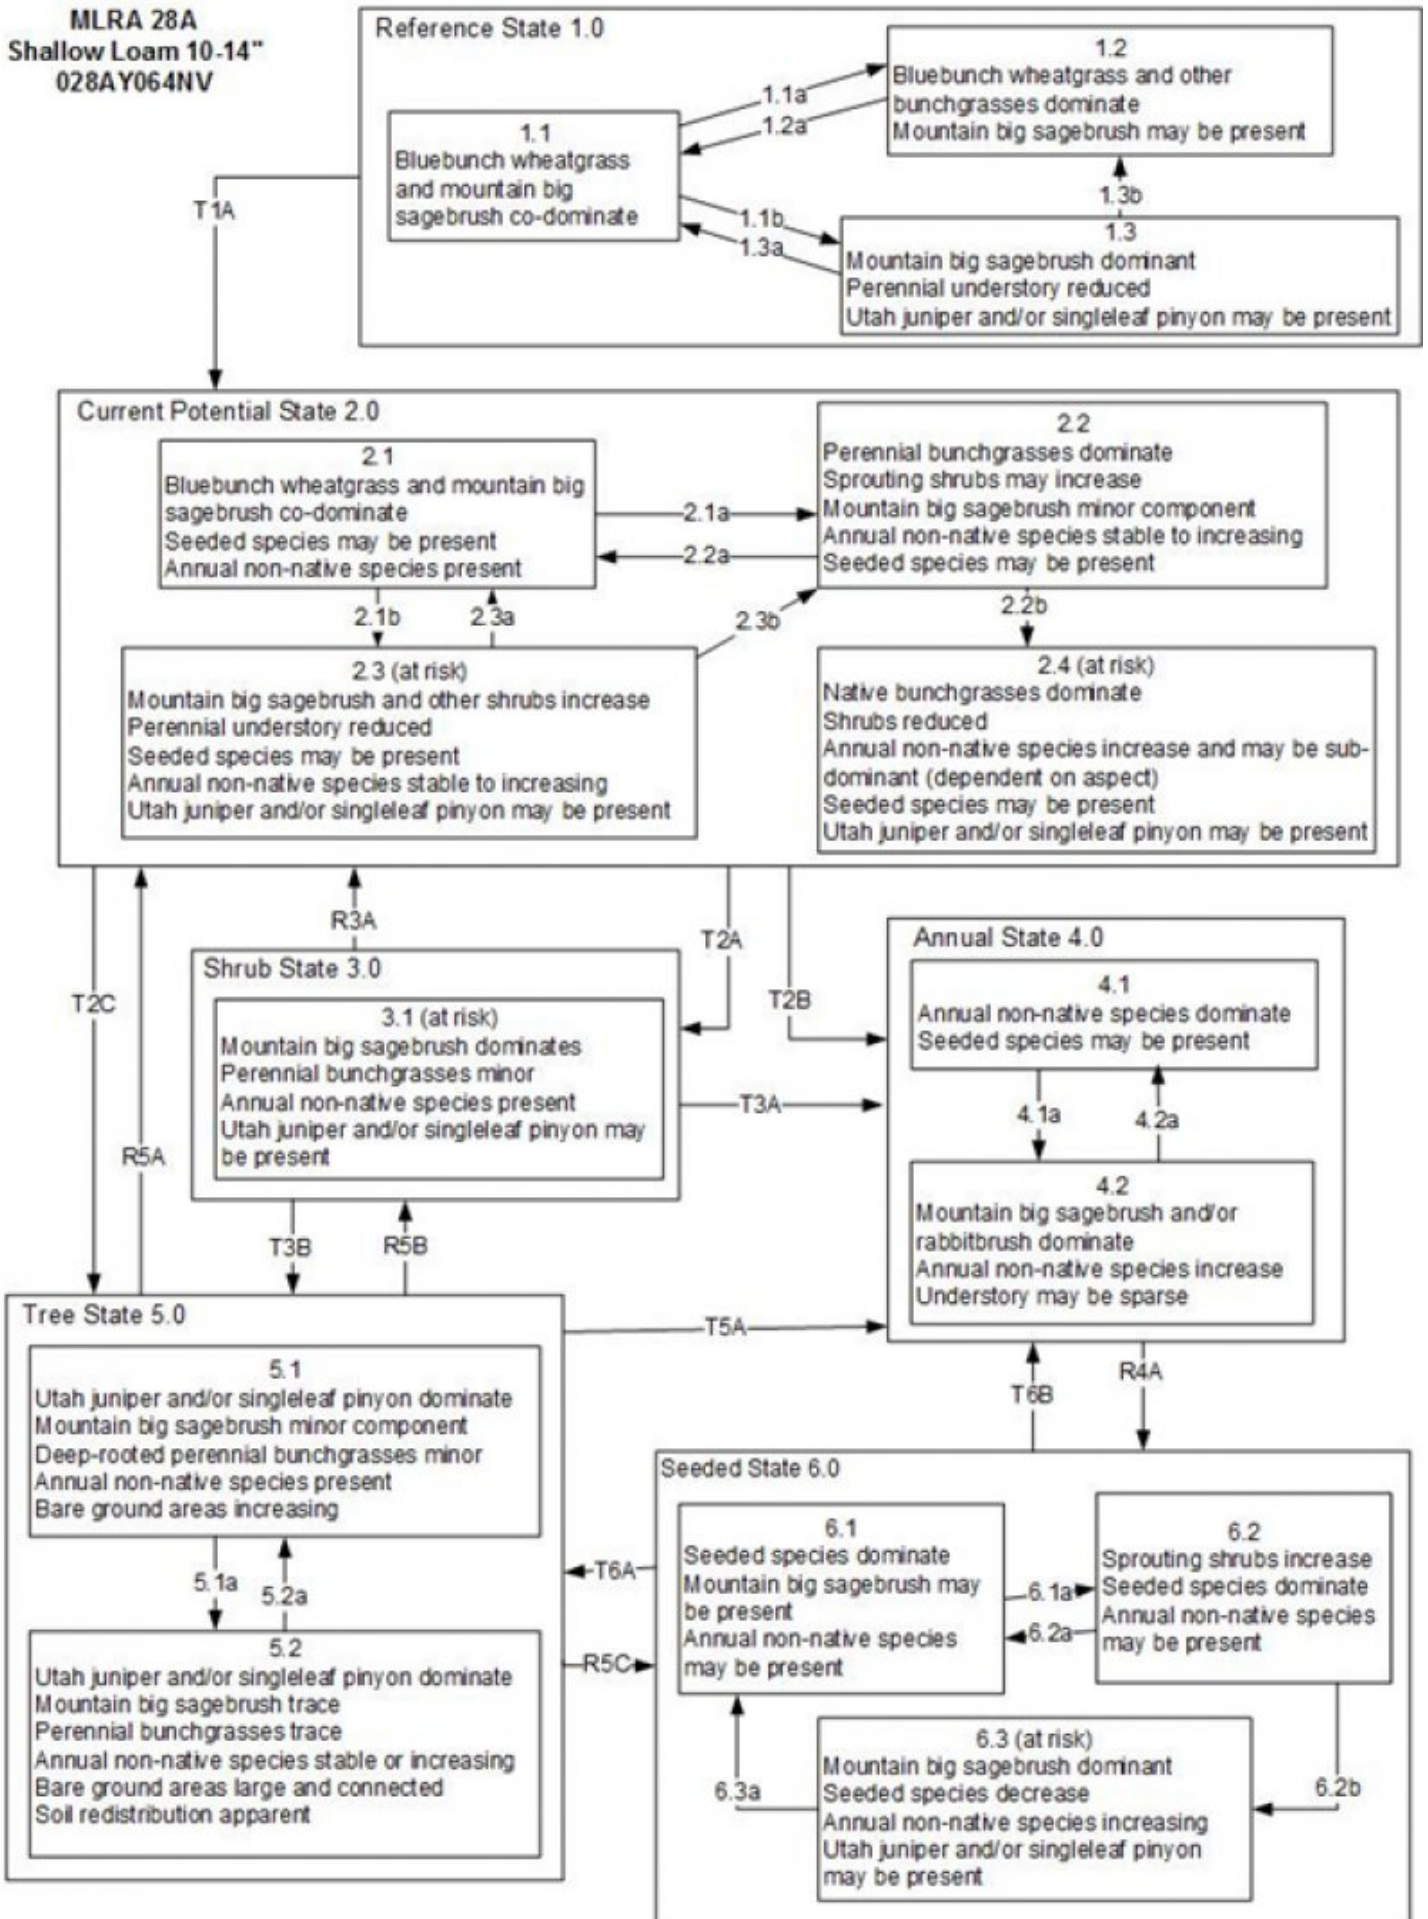 MLRA 28A
Shallow Loam 10-14"
028AY064NV
Reference State 1.0
1.1
Bluebunch wheatgrass
and mountain big
sagebrush co-dominate
1.1a
1.2a
1.2
Bluebunch wheatgrass and other
bunchgrasses dominate
Mountain big sagebrush may be present
1.1b
1.3a
1.3b
1.3
Mountain big sagebrush dominant
Perennial understory reduced
Utah juniper and/or singleleaf pinyon may be present
T1A
Current Potential State 2.0
2.1
Bluebunch wheatgrass and mountain big
sagebrush co-dominate
Seeded species may be present
Annual non-native species present
2.1a
2.2a
2.2
Perennial bunchgrasses dominate
Sprouting shrubs may increase
Mountain big sagebrush minor component
Annual non-native species stable to increasing
Seeded species may be present
2.1b
2.3a
2.3b
2.2b
2.3 (at risk)
Mountain big sagebrush and other shrubs increase
Perennial understory reduced
Seeded species may be present
Annual non-native species stable to increasing
Utah juniper and/or singleleaf pinyon may be present
2.4 (at risk)
Native bunchgrasses dominate
Shrubs reduced
Annual non-native species increase and may be sub-
dominant (dependent on aspect)
Seeded species may be present
Utah juniper and/or singleleaf pinyon may be present
T2C
R5A
R3A
T2A
T2B
Shrub State 3.0
3.1 (at risk)
Mountain big sagebrush dominates
Perennial bunchgrasses minor
Annual non-native species present
Utah juniper and/or singleleaf pinyon may
be present
T3A
T3B
R5B
Annual State 4.0
4.1
Annual non-native species dominate
Seeded species may be present
4.1a
4.2a
4.2
Mountain big sagebrush and/or
rabbitbrush dominate
Annual non-native species increase
Understory may be sparse
T5A
T6B
R4A
Tree State 5.0
5.1
Utah juniper and/or singleleaf pinyon dominate
Mountain big sagebrush minor component
Deep-rooted perennial bunchgrasses minor
Annual non-native species present
Bare ground areas increasing
5.1a
5.2a
5.2
Utah juniper and/or singleleaf pinyon dominate
Mountain big sagebrush trace
Perennial bunchgrasses trace
Annual non-native species stable or increasing
Bare ground areas large and connected
Soil redistribution apparent
T6A
R5C
Seeded State 6.0
6.1
Seeded species dominate
Mountain big sagebrush may
be present
Annual non-native species
may be present
6.1a
6.2a
6.2
Sprouting shrubs increase
Seeded species dominate
Annual non-native species
may be present
6.3a
6.2b
6.3 (at risk)
Mountain big sagebrush dominant
Seeded species decrease
Annual non-native species increasing
Utah juniper and/or singleleaf pinyon
may be present